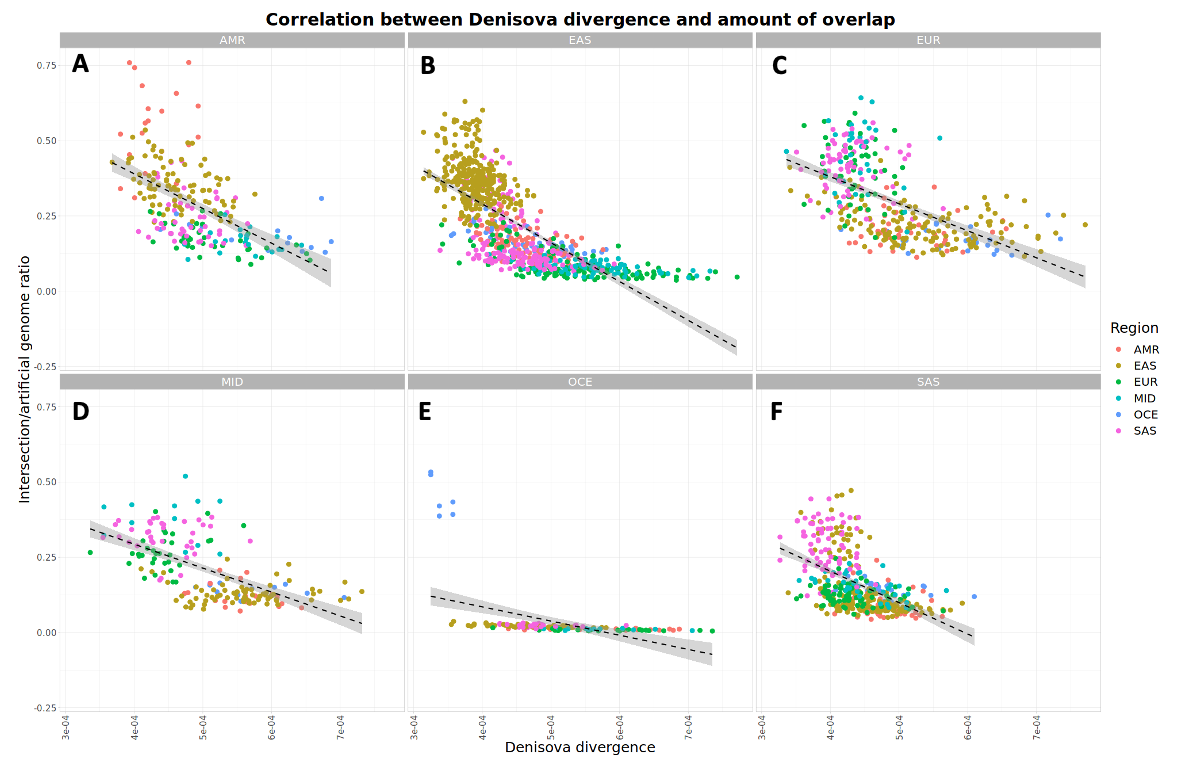 Correlation between Denisova divergence and amount of overlap
AMR
EAS
EUR
A
B
C
0.75
0.50
0.25
0.00
-0.25
MID
OCE
SAS
D
E
F
0.75
0.50
0.25
0.00
-0.25
Intersection/artificial genome ratio
3e-04
4e-04
5e-04
6e-04
7e-04
3e-04
4e-04
5e-04
6e-04
7e-04
3e-04
4e-04
5e-04
6e-04
7e-04
Denisova divergence
Region
AMR
EAS
EUR
MID
OCE
SAS